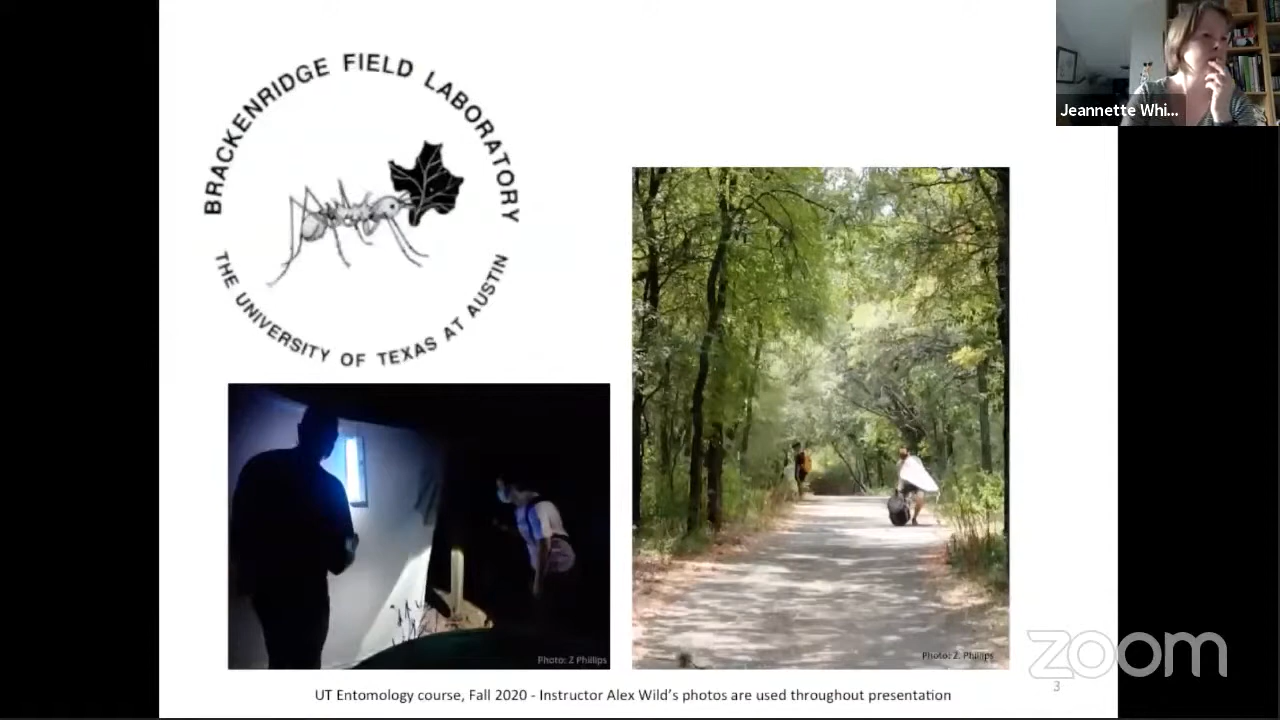 BRACKENRIDGE FIELD LABORATORY
THE UNIVERSITY OF TEXAS AT AUSTIN
Jeannette Whi...
Photo: Z Phillips
Photo: Z. Phillips
zoom
3
UT Entomology course, Fall 2020 - Instructor Alex Wild's photos are used throughout presentation